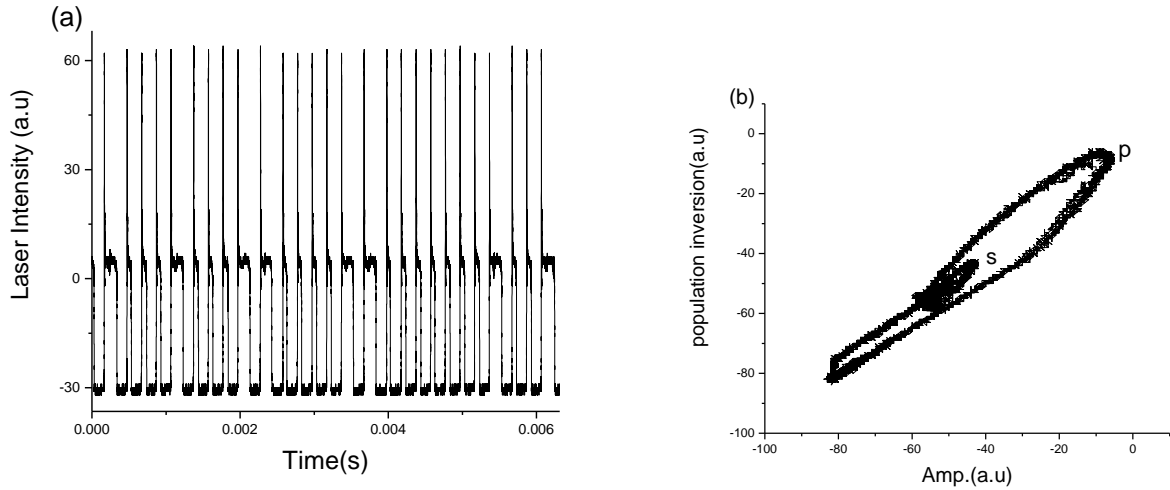 (a)
Laser Intensity (a.u)
60
30
0
-30
0.000 0.002 0.004 0.006
Time(s)
(b)
population inversion(a.u)
0
-20
-40
-60
-80
-100
p
s
-100 -80 -60 -40 -20 0
Amp.(a.u)